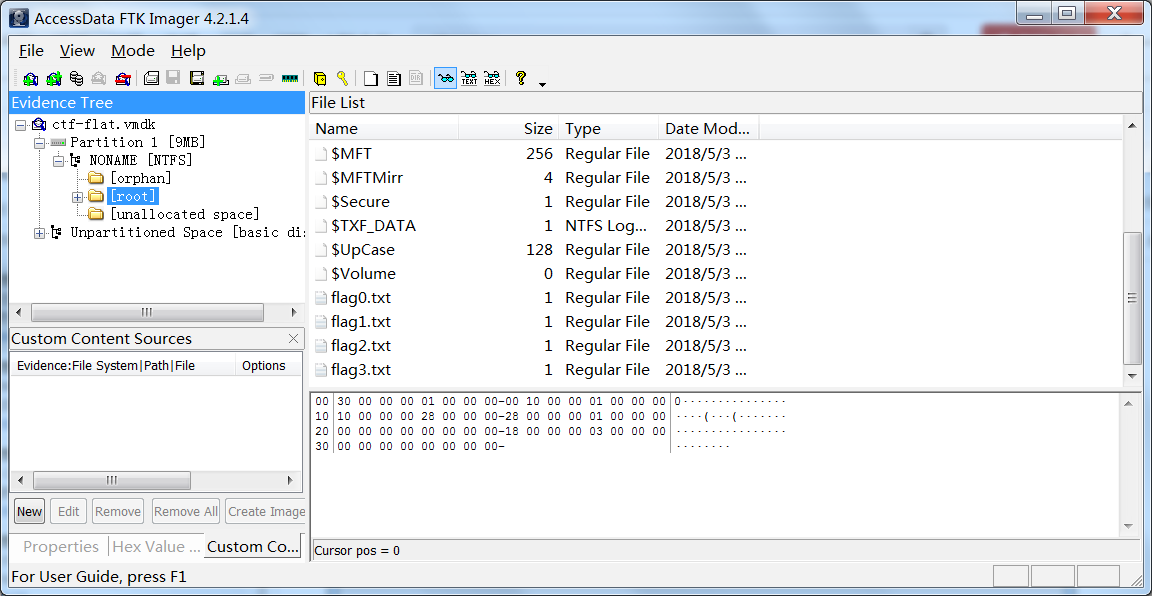 AccessData FTK Imager 4.2.1.4
File View Mode Help
Evidence Tree
ctf-flat.vmdk
Partition 1 [9MB]
NONAME [NTFS]
[orphan]
[root]
[unallocated space]
Unpartitioned Space [basic dis
Custom Content Sources
Evidence:File System|Path|File Options
New Edit Remove Remove All Create Image
Properties Hex Value ... Custom Co...
File List
Name Size Type Date Mod...
$MFT 256 Regular File 2018/5/3 ...
$MFTMirr 4 Regular File 2018/5/3 ...
$Secure 1 Regular File 2018/5/3 ...
$TXF_DATA 1 NTFS Log... 2018/5/3 ...
$UpCase 128 Regular File 2018/5/3 ...
$Volume 0 Regular File 2018/5/3 ...
flag0.txt 1 Regular File 2018/5/3 ...
flag1.txt 1 Regular File 2018/5/3 ...
flag2.txt 1 Regular File 2018/5/3 ...
flag3.txt 1 Regular File 2018/5/3 ...
00 30 00 00 00 01 00 00 00-00 10 00 00 01 00 00 00 0···············
10 10 00 00 00 28 00 00 00-28 00 00 00 01 00 00 00 ····(···(·······
20 00 00 00 00 00 00 00 00-18 00 00 00 03 00 00 00 ················
30 00 00 00 00 00 00 00 00- ········
Cursor pos = 0
For User Guide, press F1